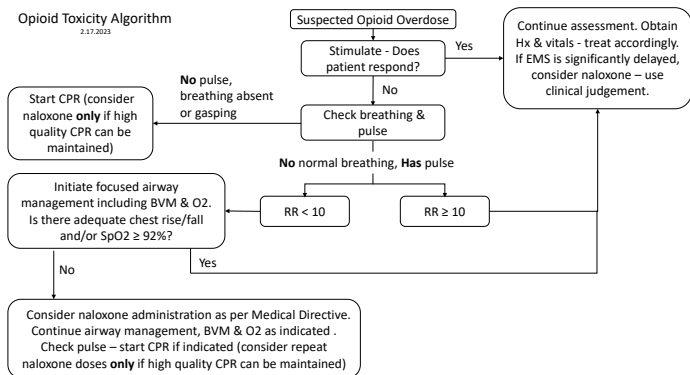 Opioid Toxicity Algorithm
2.17.2023
Suspected Opioid Overdose
Stimulate - Does
patient respond?
Yes
Continue assessment. Obtain
Hx & vitals - treat accordingly.
If EMS is significantly delayed,
consider naloxone – use
clinical judgement.
No
No pulse,
breathing absent
or gasping
Start CPR (consider
naloxone only if high
quality CPR can be
maintained)
Check breathing &
pulse
No normal breathing, Has pulse
Initiate focused airway
management including BVM & O2.
Is there adequate chest rise/fall
and/or SpO2 ≥ 92%?
RR < 10
RR ≥ 10
No
Yes
Consider naloxone administration as per Medical Directive.
Continue airway management, BVM & O2 as indicated .
Check pulse – start CPR if indicated (consider repeat
naloxone doses only if high quality CPR can be maintained)